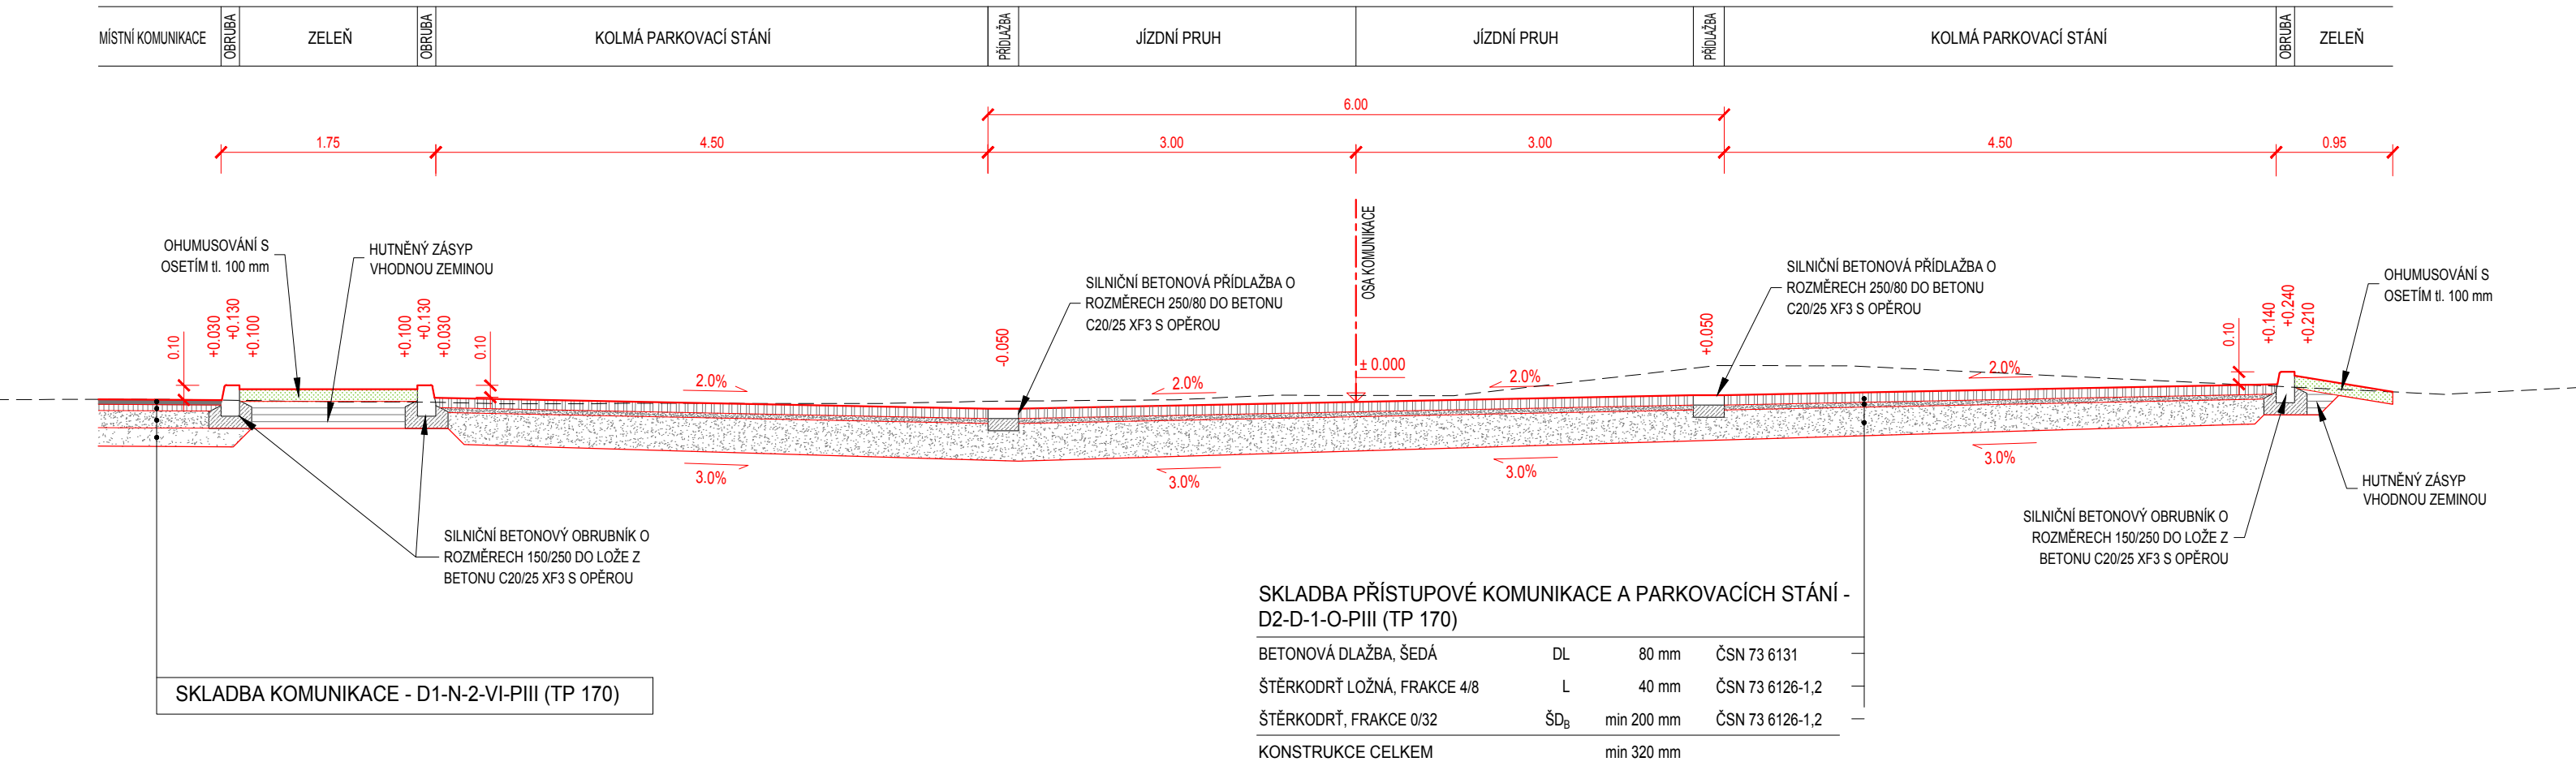 MÍSTNÍ KOMUNIKACE
OBRUBA
ZELEŇ
OBRUBA
KOLMÁ PARKOVACÍ STÁNÍ
PŘÍDLAŽBA
JÍZDNÍ PRUH
JÍZDNÍ PRUH
PŘÍDLAŽBA
KOLMÁ PARKOVACÍ STÁNÍ
OBRUBA
ZELEŇ
6.00
1.75
4.50
3.00
3.00
4.50
0.95
OHUMUSOVÁNÍ S
OSETÍM tl. 100 mm
HUTNĚNÝ ZÁSYP
VHODNOU ZEMINOU
SILNIČNÍ BETONOVÁ PŘÍDLAŽBA O
ROZMĚRECH 250/80 DO BETONU
C20/25 XF3 S OPĚROU
OSA KOMUNIKACE
SILNIČNÍ BETONOVÁ PŘÍDLAŽBA O
ROZMĚRECH 250/80 DO BETONU
C20/25 XF3 S OPĚROU
OHUMUSOVÁNÍ S
OSETÍM tl. 100 mm
0.10
+0.030
+0.130
+0.100
+0.100
+0.130
+0.030
0.10
-0.050
± 0.000
+0.050
0.10
+0.140
+0.240
+0.210
2.0%
2.0%
2.0%
2.0%
3.0%
3.0%
3.0%
3.0%
HUTNĚNÝ ZÁSYP
VHODNOU ZEMINOU
SILNIČNÍ BETONOVÝ OBRUBNÍK O
ROZMĚRECH 150/250 DO LOŽE Z
BETONU C20/25 XF3 S OPĚROU
SILNIČNÍ BETONOVÝ OBRUBNÍK O
ROZMĚRECH 150/250 DO LOŽE Z
BETONU C20/25 XF3 S OPĚROU
SKLADBA KOMUNIKACE - D1-N-2-VI-PIII (TP 170)
SKLADBA PŘÍSTUPOVÉ KOMUNIKACE A PARKOVACÍCH STÁNÍ -
D2-D-1-O-PIII (TP 170)
BETONOVÁ DLAŽBA, ŠEDÁ DL 80 mm ČSN 73 6131
ŠTĚRKODRŤ LOŽNÁ, FRAKCE 4/8 L 40 mm ČSN 73 6126-1,2
ŠTĚRKODRŤ, FRAKCE 0/32 ŠDB min 200 mm ČSN 73 6126-1,2
KONSTRUKCE CELKEM min 320 mm